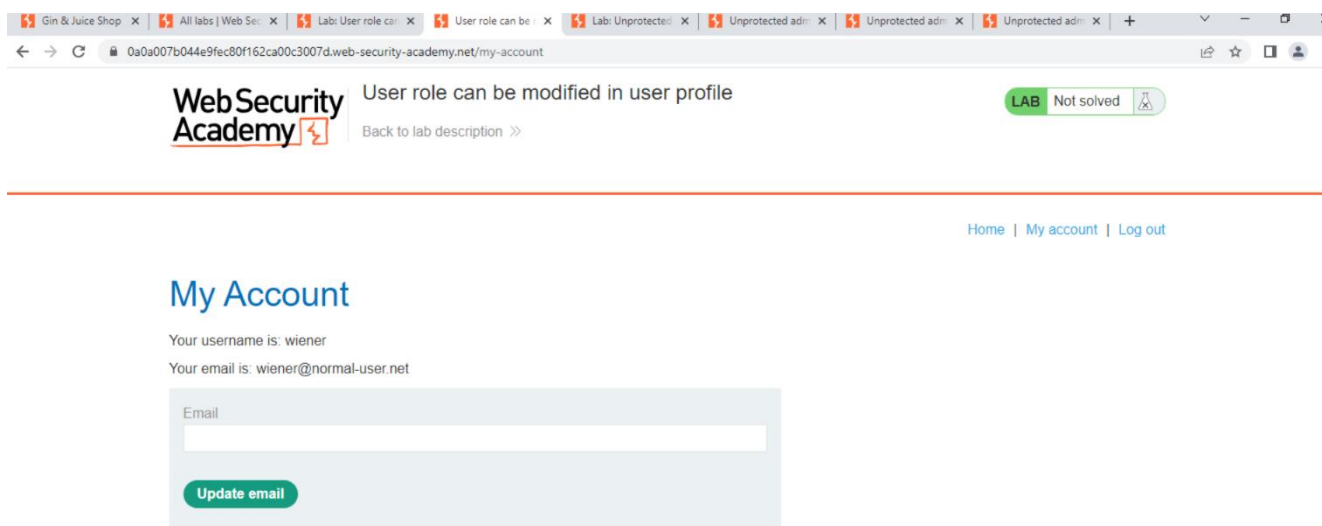 Gin & Juice Shop
All labs | Web Sec
Lab: User role can
User role can be
Lab: Unprotected
Unprotected adm
Unprotected adm
Unprotected adm
0a0a007b044e9fec80f162ca00c3007d.web-security-academy.net/my-account
Web Security
Academy
User role can be modified in user profile
Back to lab description
LAB Not solved
Home | My account | Log out
My Account
Your username is: wiener
Your email is: wiener@normal-user.net
Email
Update email